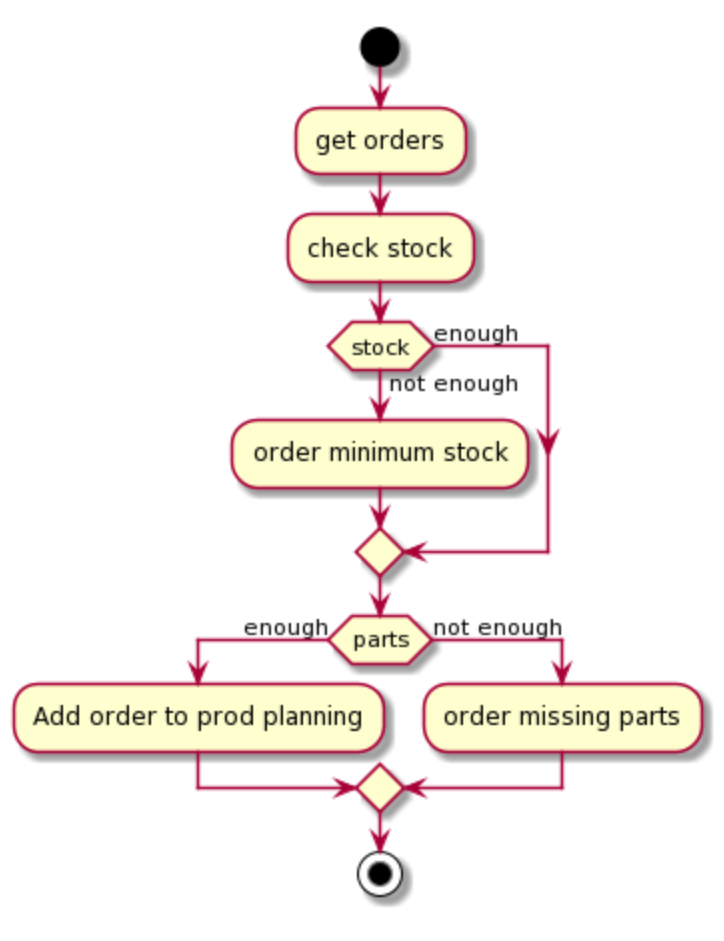 get orders
check stock
stock
enough
not enough
order minimum stock
enough
parts
not enough
Add order to prod planning
order missing parts